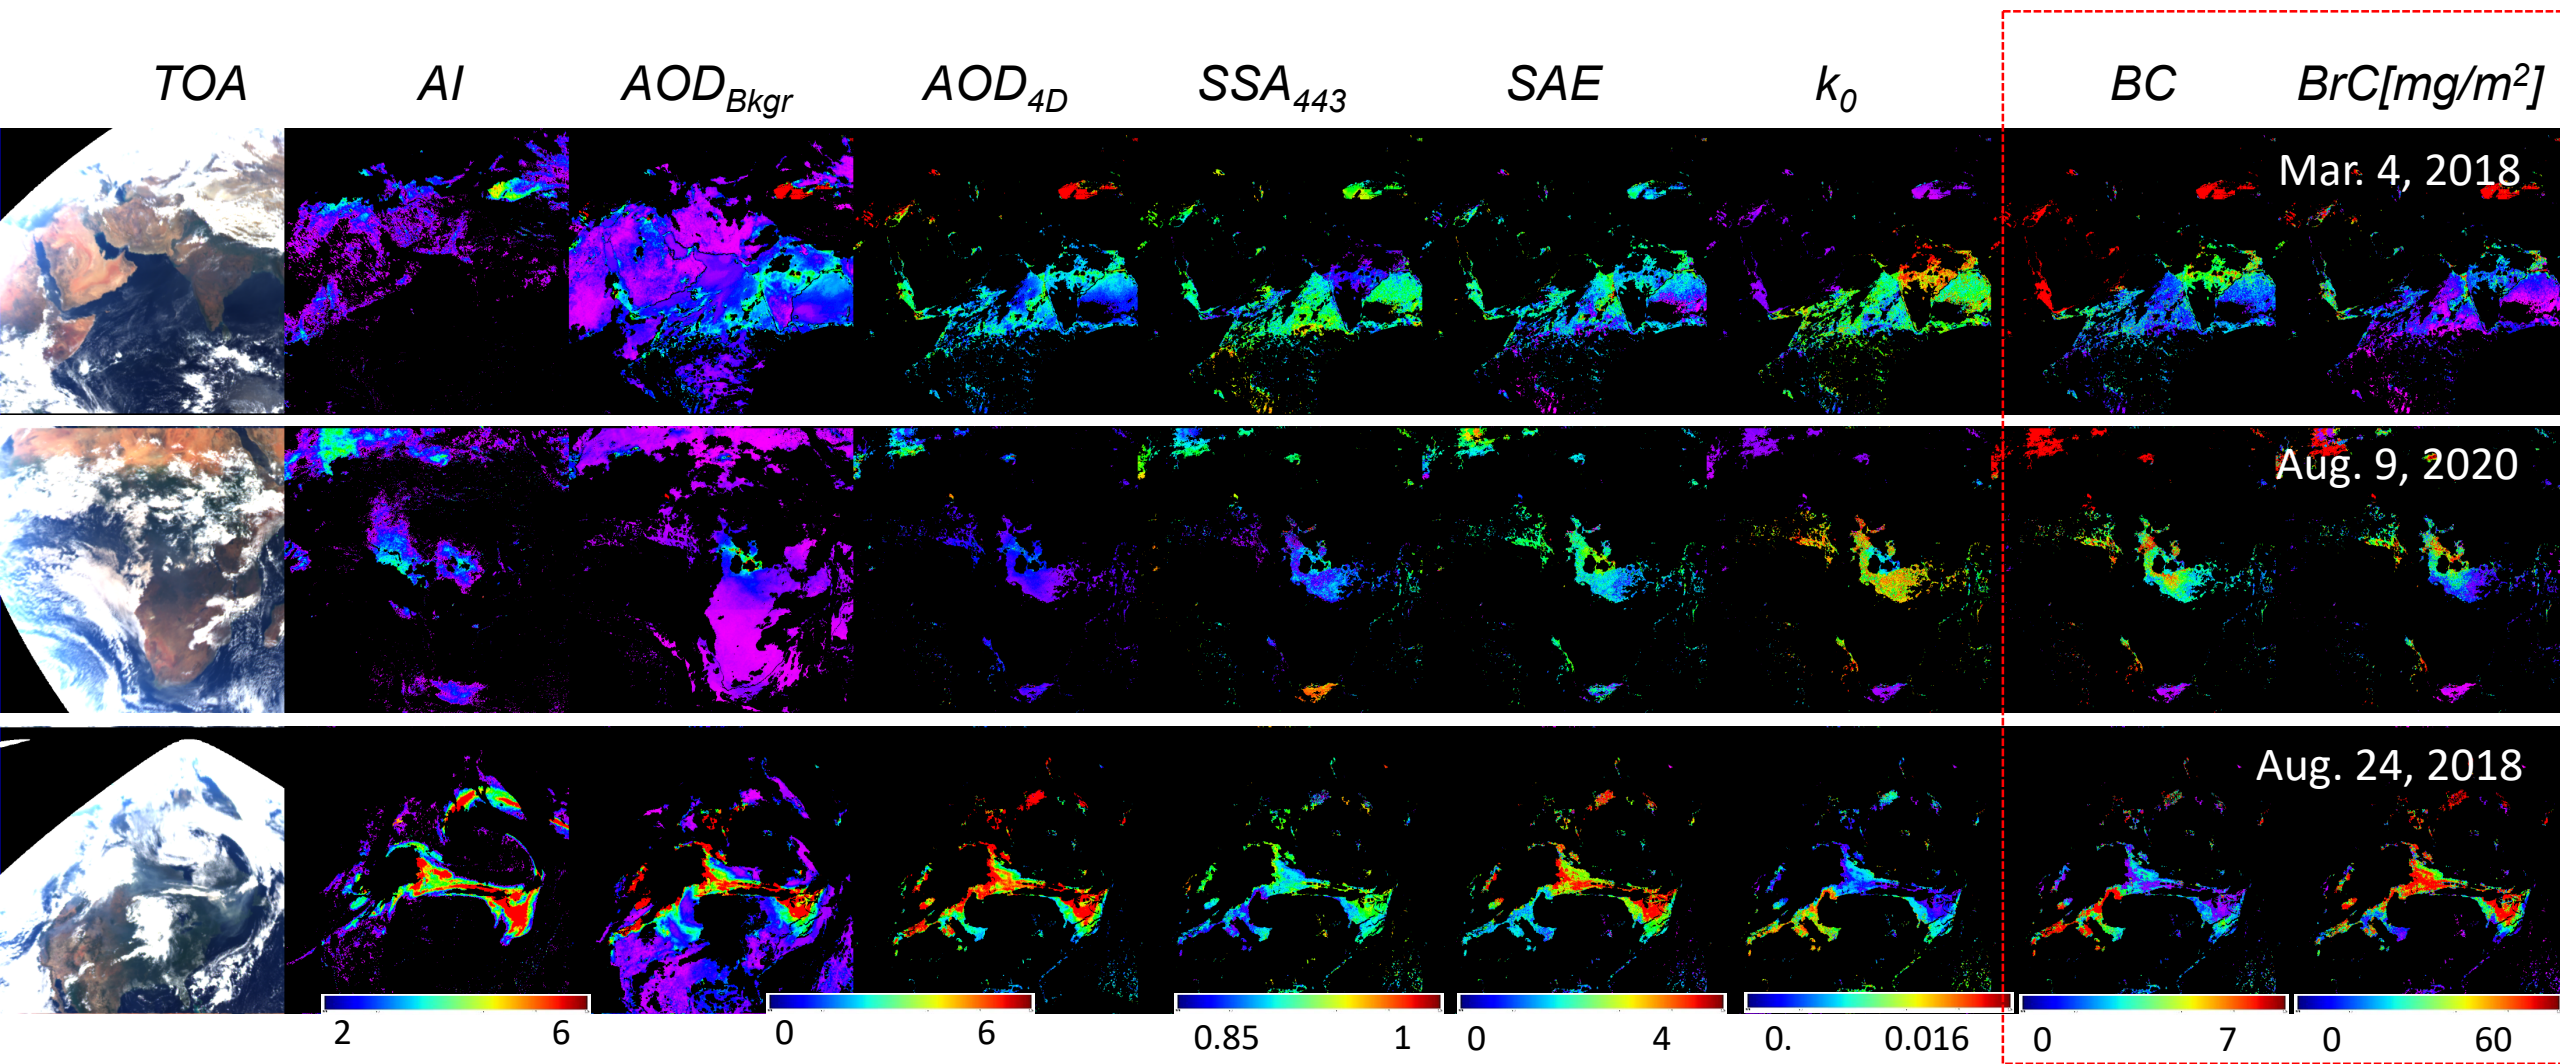 TOA AI AOD_Bkgr AOD_4D SSA_443 SAE k_0 BC BrC[mg/m²]
Mar. 4, 2018
Aug. 9, 2020
Aug. 24, 2018
2 6 0 6 0.85 1 0 4 0. 0.016 0 7 0 60